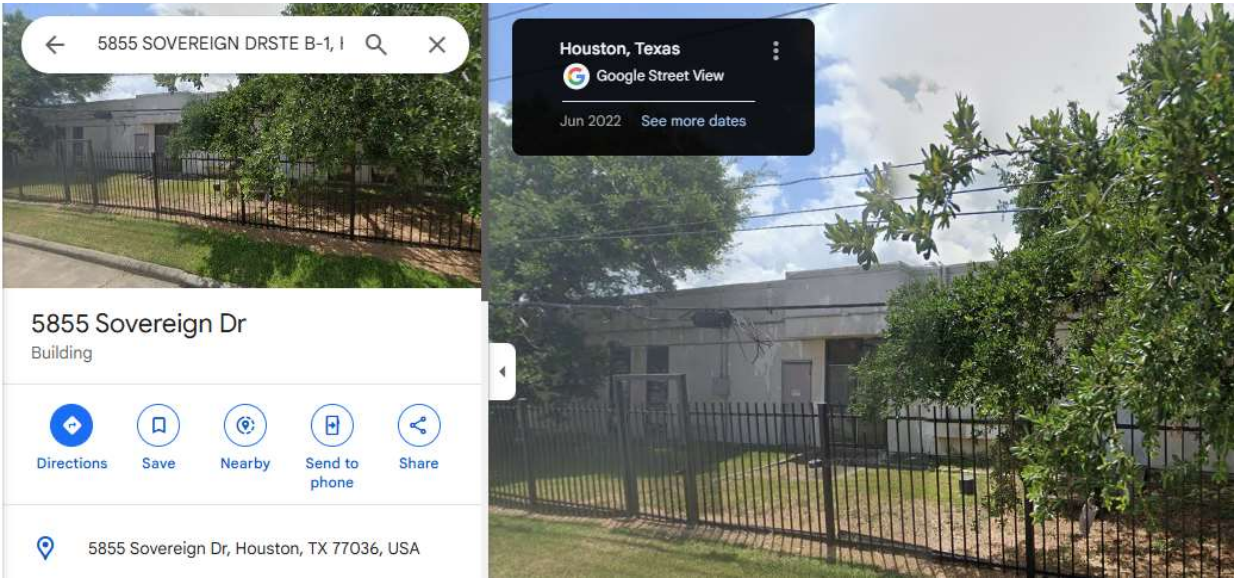 5855 SOVEREIGN DRSTE B-1,
5855 Sovereign Dr
Building
Directions
Save
Nearby
Send to
phone
Share
5855 Sovereign Dr, Houston, TX 77036, USA
Houston, Texas
Google Street View
Jun 2022
See more dates